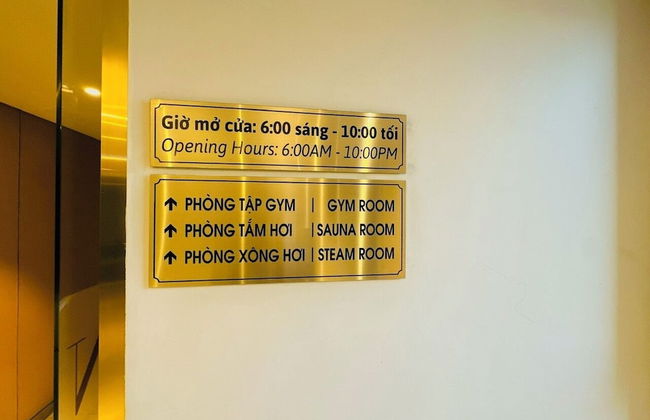 Giờ mở cửa: 6:00 sáng - 10:00 tối
Opening Hours: 6:00AM - 10:00PM
↑ PHÒNG TẬP GYM | GYM ROOM
↑ PHÒNG TẮM HƠI | SAUNA ROOM
↑ PHÒNG XÔNG HƠI | STEAM ROOM